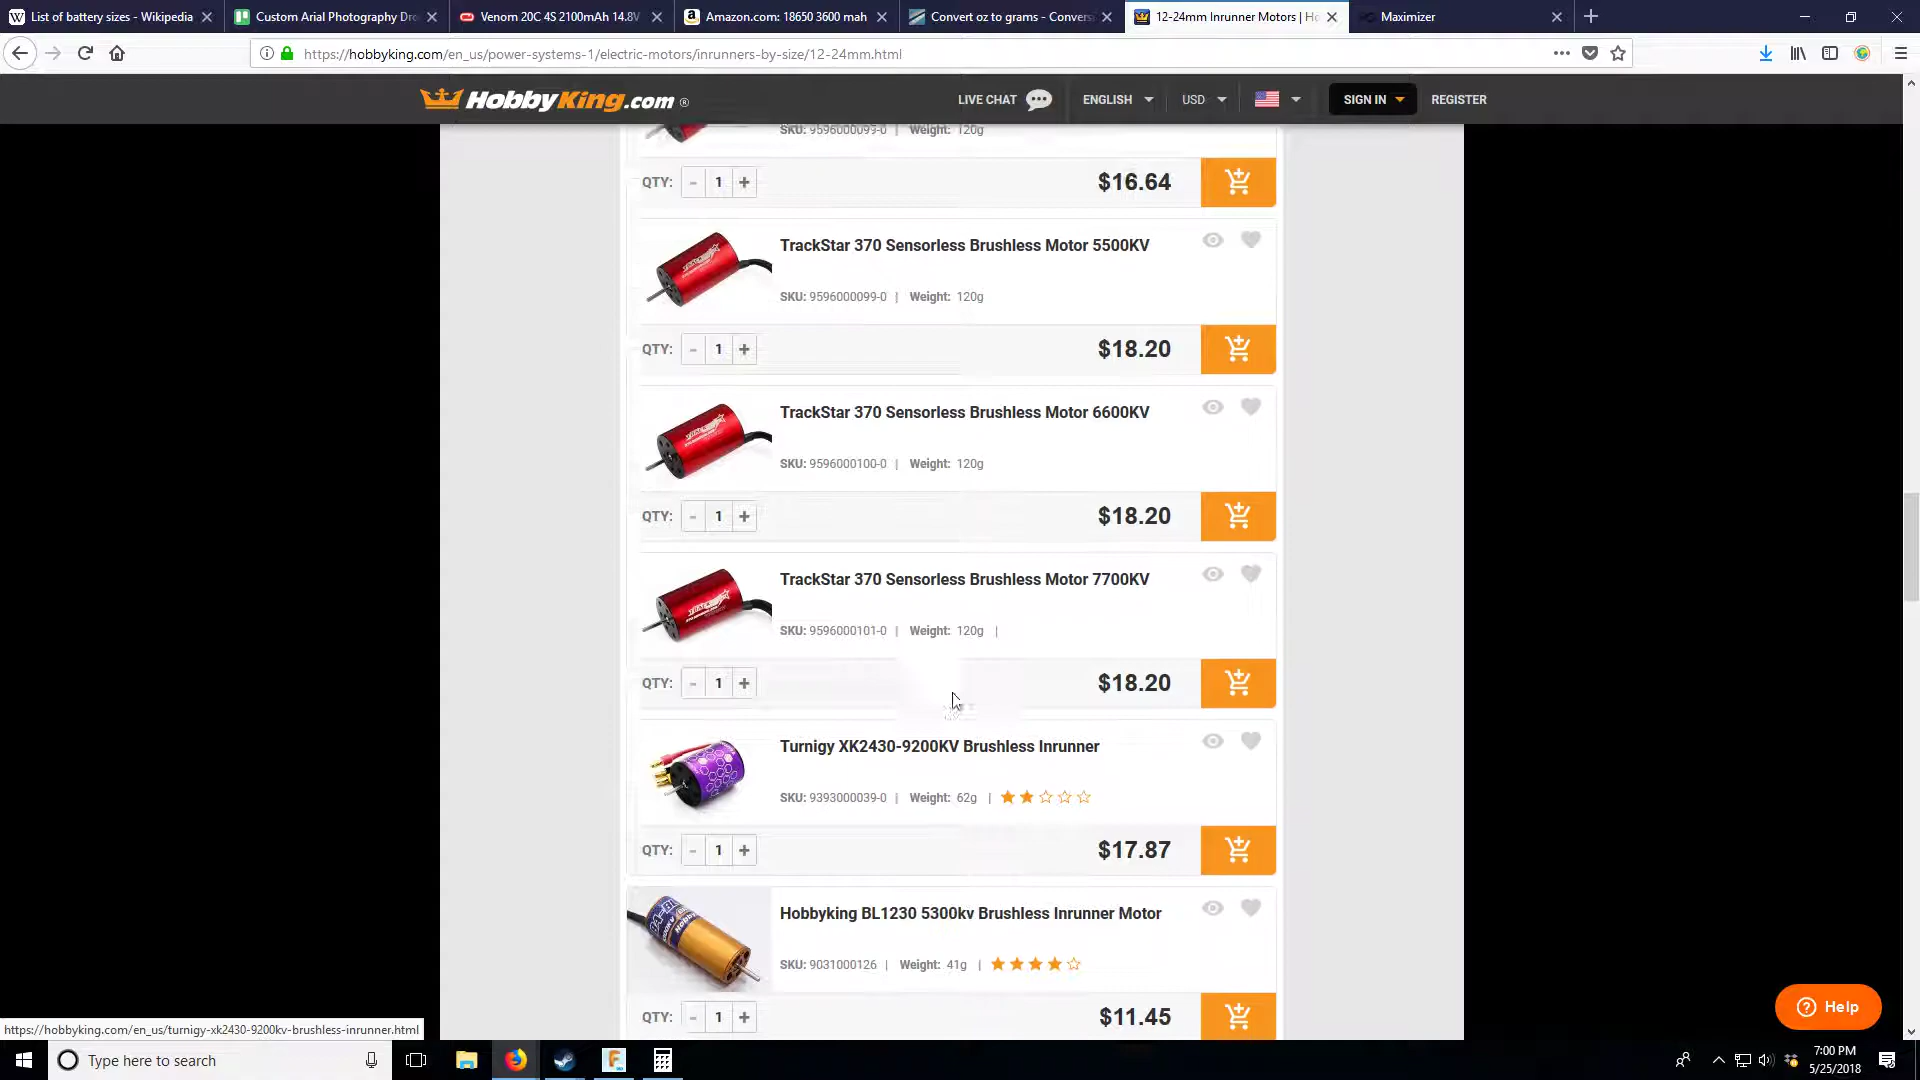 List of battery sizes - Wikipedia
Custom Arial Photography Dro
Venom 20C 4S 2100mAh 14.8V
Amazon.com: 18650 3600 mah
Convert oz to grams - Convers
12-24mm Inrunner Motors | Ho
Maximizer
https://hobbyking.com/en_us/power-systems-1/electric-motors/inrunners-by-size/12-24mm.html
HobbyKing.com ®
LIVE CHAT
ENGLISH
USD
SIGN IN
REGISTER
SKU: 9596000099-0 | Weight: 120g
QTY: - 1 + $16.64
TrackStar 370 Sensorless Brushless Motor 5500KV
SKU: 9596000099-0 | Weight: 120g
QTY: - 1 + $18.20
TrackStar 370 Sensorless Brushless Motor 6600KV
SKU: 9596000100-0 | Weight: 120g
QTY: - 1 + $18.20
TrackStar 370 Sensorless Brushless Motor 7700KV
SKU: 9596000101-0 | Weight: 120g |
QTY: - 1 + $18.20
Turnigy XK2430-9200KV Brushless Inrunner
SKU: 9393000039-0 | Weight: 62g |
QTY: - 1 + $17.87
Hobbyking BL1230 5300kv Brushless Inrunner Motor
SKU: 9031000126 | Weight: 41g |
QTY: - 1 + $11.45
Help
https://hobbyking.com/en_us/turnigy-xk2430-9200kv-brushless-inrunner.html
Type here to search
7:00 PM
5/25/2018